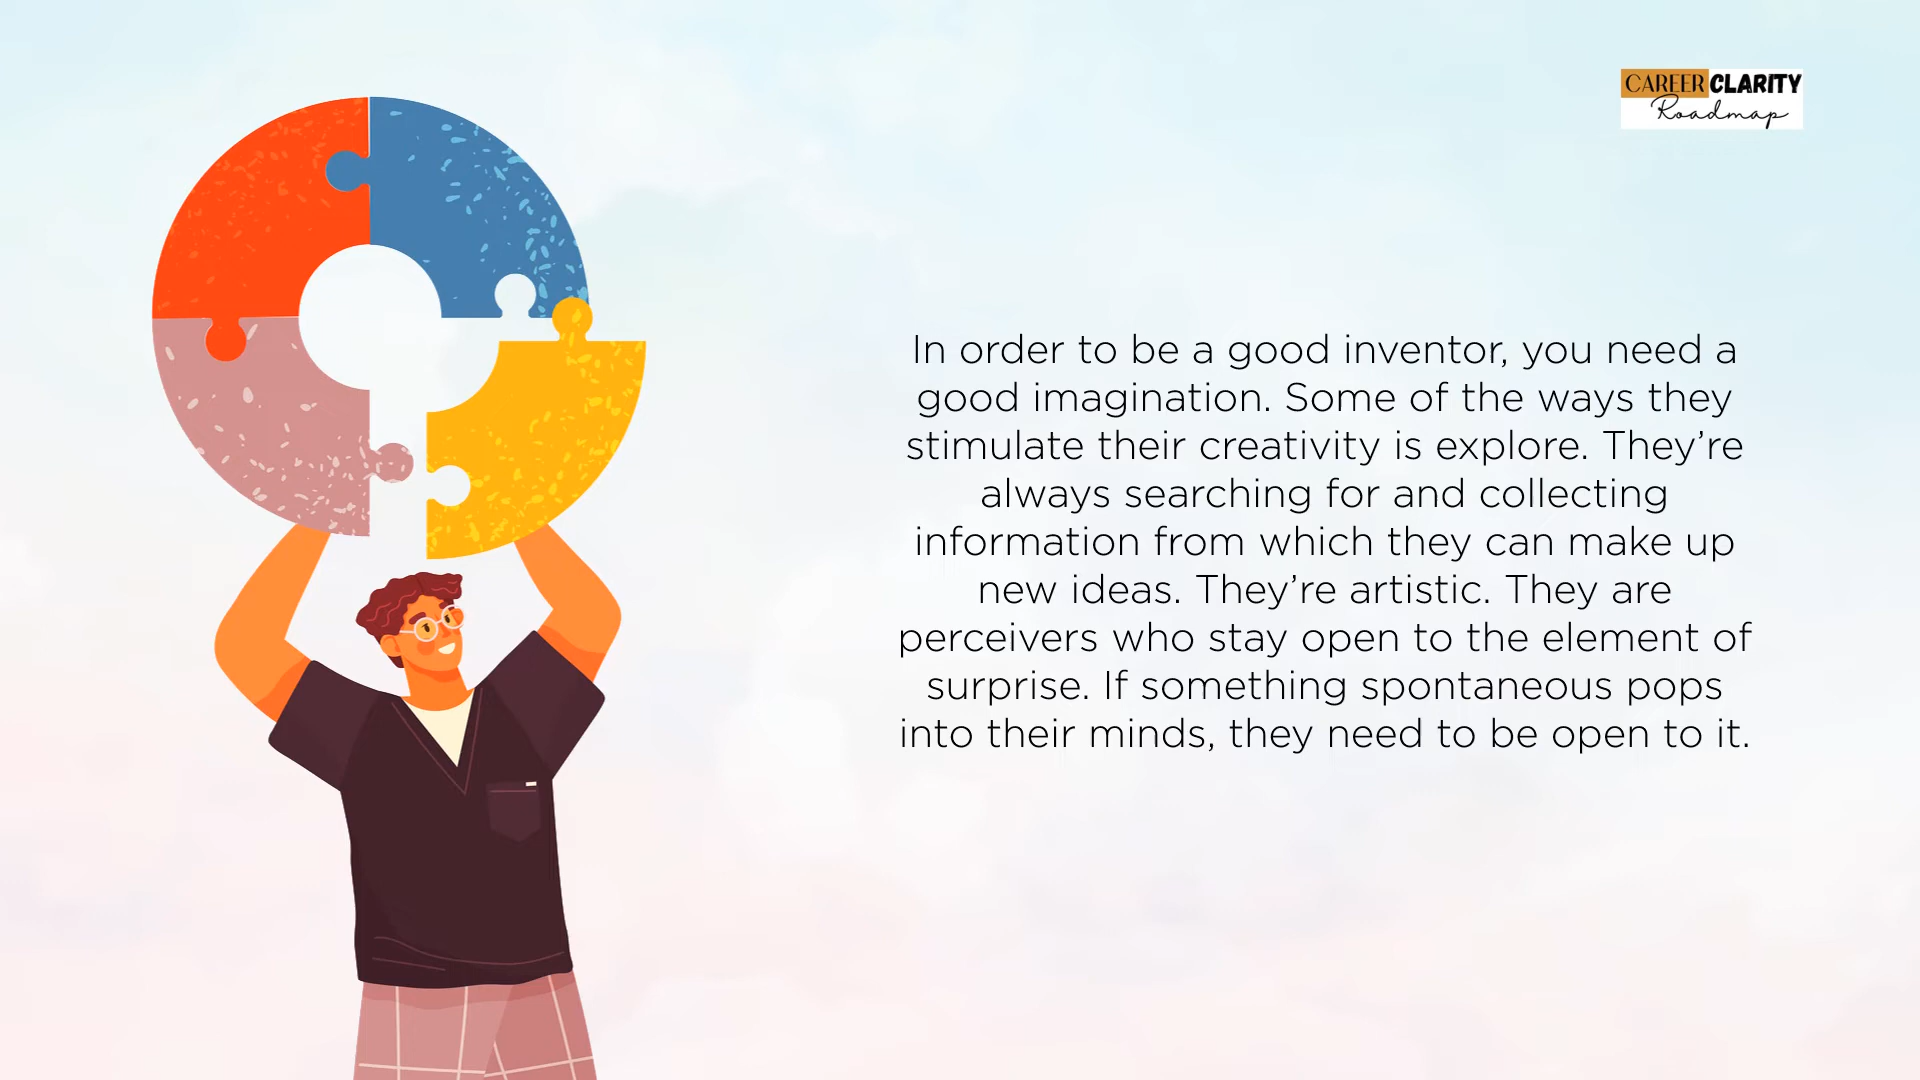 CAREER CLARITY
Roadmap
In order to be a good inventor, you need a
good imagination. Some of the ways they
stimulate their creativity is explore. They’re
always searching for and collecting
information from which they can make up
new ideas. They’re artistic. They are
perceivers who stay open to the element of
surprise. If something spontaneous pops
into their minds, they need to be open to it.